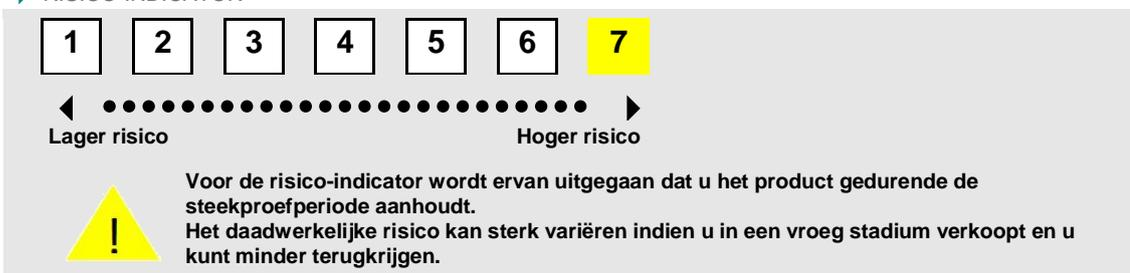 RISICO-INDICATOR
1 2 3 4 5 6 7
Lager risico Hoger risico
Voor de risico-indicator wordt ervan uitgegaan dat u het product gedurende de
steekproefperiode aanhoudt.
!
Het daadwerkelijke risico kan sterk variëren indien u in een vroeg stadium verkoopt en u
kunt minder terugkrijgen.